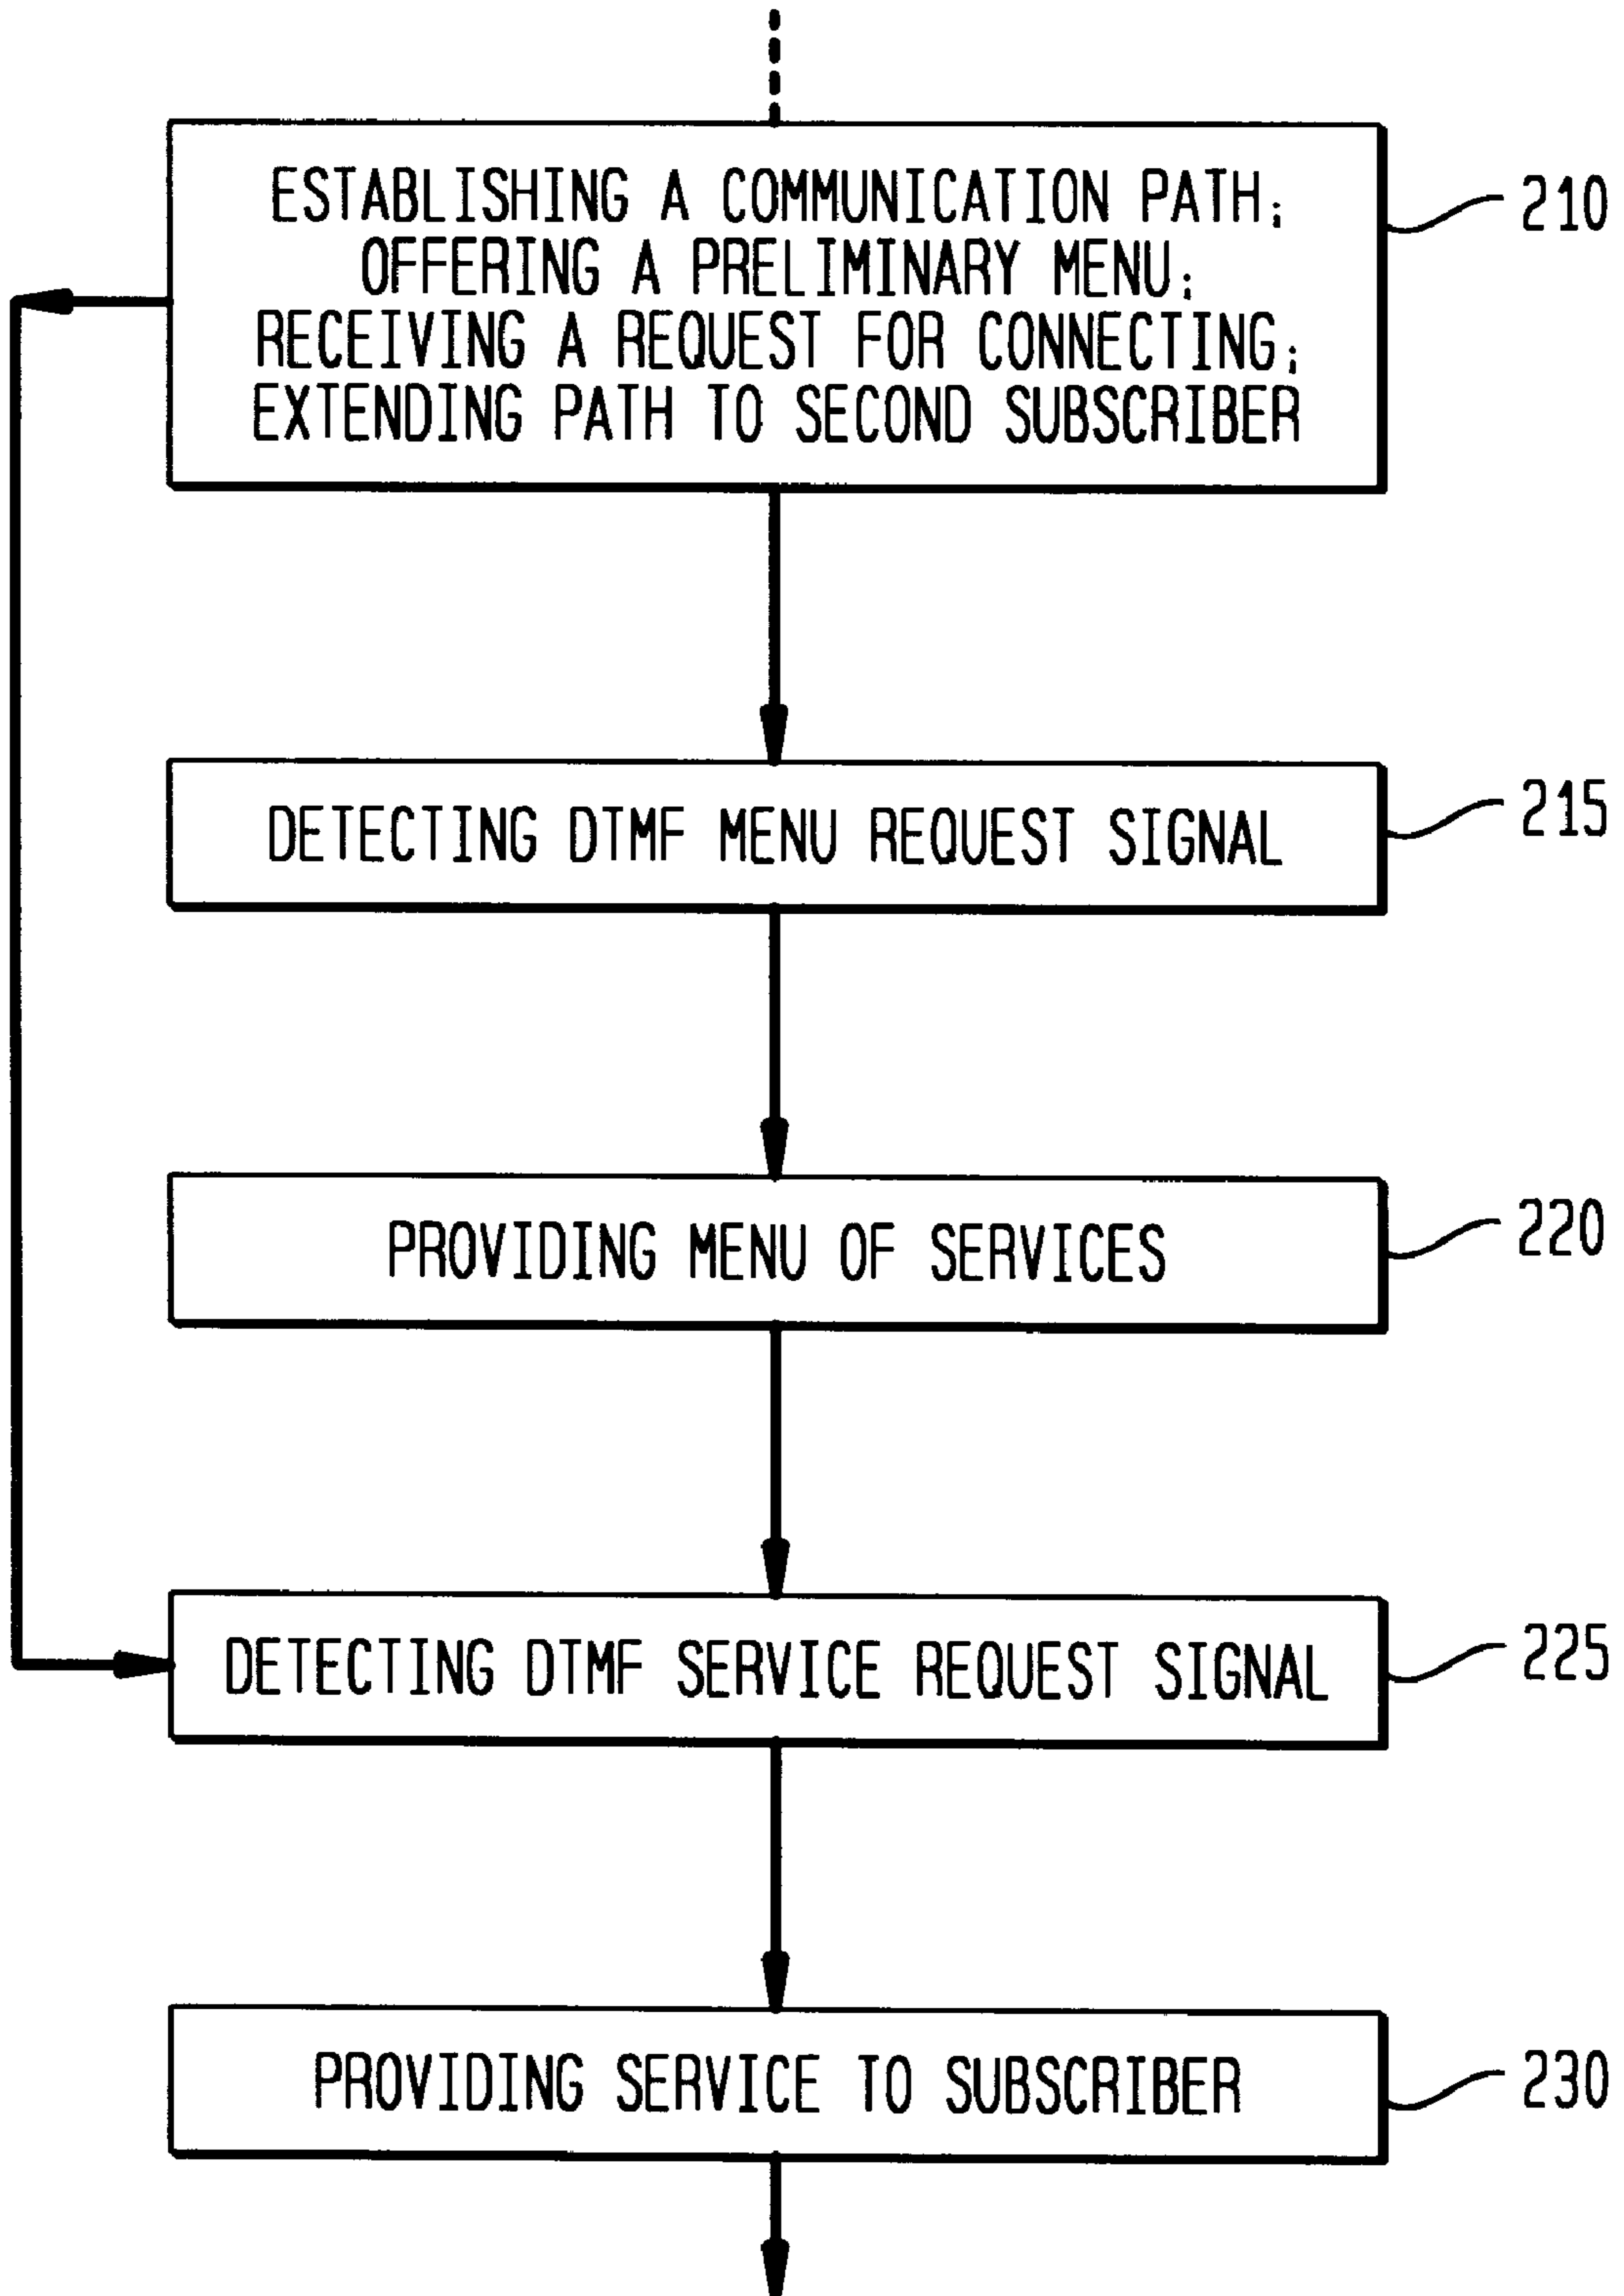 ESTABLISHING A COMMUNICATION PATH;
OFFERING A PRELIMINARY MENU;
RECEIVING A REQUEST FOR CONNECTING;
EXTENDING PATH TO SECOND SUBSCRIBER
210
DETECTING DTMF MENU REQUEST SIGNAL
215
PROVIDING MENU OF SERVICES
220
DETECTING DTMF SERVICE REQUEST SIGNAL
225
PROVIDING SERVICE TO SUBSCRIBER
230